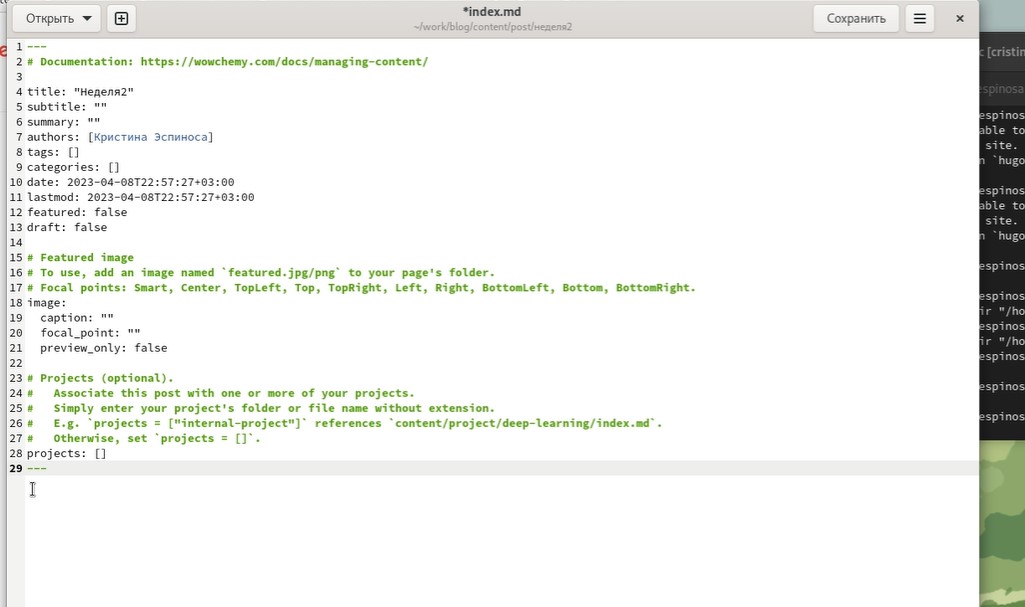 Открыть
*index.md
~/work/blog/content/post/неделя2
Сохранить
1 ---
2 # Documentation: https://wowchemy.com/docs/managing-content/
3
4 title: "Неделя2"
5 subtitle: ""
6 summary: ""
7 authors: [Кристина Эспиноса]
8 tags: []
9 categories: []
10 date: 2023-04-08T22:57:27+03:00
11 lastmod: 2023-04-08T22:57:27+03:00
12 featured: false
13 draft: false
14
15 # Featured image
16 # To use, add an image named `featured.jpg/png` to your page's folder.
17 # Focal points: Smart, Center, TopLeft, Top, TopRight, Left, Right, BottomLeft, Bottom, BottomRight.
18 image:
19   caption: ""
20   focal_point: ""
21   preview_only: false
22
23 # Projects (optional).
24 #   Associate this post with one or more of your projects.
25 #   Simply enter your project's folder or file name without extension.
26 #   E.g. `projects = ["internal-project"]` references `content/project/deep-learning/index.md`.
27 #   Otherwise, set `projects = []`.
28 projects: []
29 ---
[cristin
espinosa
espinos
able to
site.
n `hugo
espinos
able to
site.
n `hugo
espinos
espinos
ir "/ho
espinos
ir "/ho
espinos
espinos
espinos